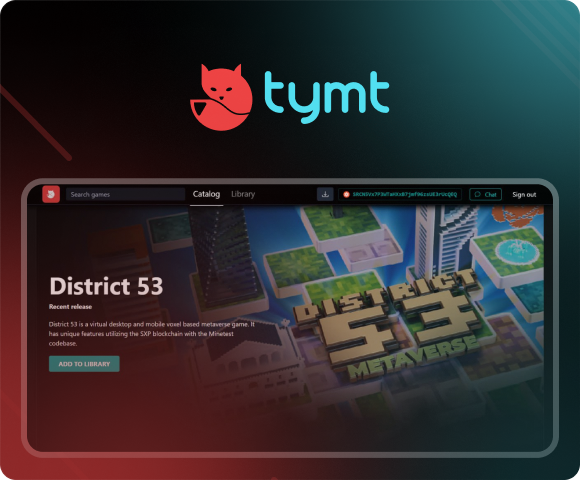 tymt
Search games
Catalog
Library
Chat
Sign out
DISTRICT
53
METAVERSE
District 53
Recent release
District 53 is a virtual desktop and mobile voxel based metaverse game. It
has unique features utilizing the SXP blockchain with the Minetest
codebase.
ADD TO LIBRARY